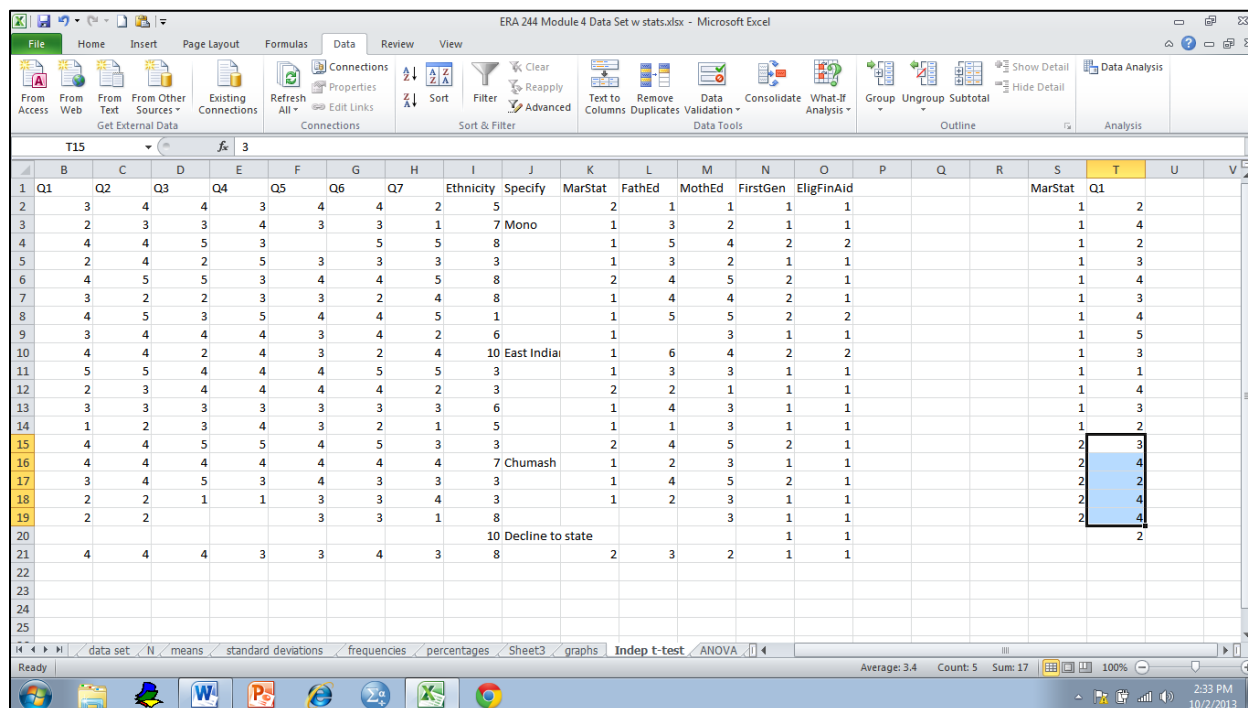 ERA 244 Module 4 Data Set w stats.xlsx - Microsoft Excel
File Home Insert Page Layout Formulas Data Review View
From Access From Web From Text From Other Sources Existing Connections Refresh All Connections Properties Edit Links Sort Filter Clear Reapply Advanced Text to Columns Remove Duplicates Data Validation Consolidate What-If Analysis Group Ungroup Subtotal Show Detail Hide Detail Data Analysis
Get External Data Connections Sort & Filter Data Tools Outline Analysis
T15 fx 3
B C D E F G H I J K L M N O P Q R S T U V
1 Q1 Q2 Q3 Q4 Q5 Q6 Q7 Ethnicity Specify MarStat FathEd MothEd FirstGen EligFinAid MarStat Q1
2 3 4 4 3 4 4 2 5 2 1 1 1 1 1 2
3 2 3 3 4 3 3 1 7 Mono 1 3 2 1 1 1 4
4 4 4 5 3 5 5 8 1 5 4 2 2 1 2
5 2 4 2 5 3 3 3 3 1 3 2 1 1 1 3
6 4 5 5 3 4 4 5 8 2 4 5 2 1 1 4
7 3 2 2 3 3 2 4 8 1 4 4 2 1 1 3
8 4 5 3 5 4 4 5 1 1 5 5 2 2 1 4
9 3 4 4 4 3 4 2 6 1 3 1 1 1 5
10 4 4 2 4 3 2 4 10 East India 1 6 4 2 2 1 3
11 5 5 4 4 4 5 5 3 1 3 3 1 1 1 1
12 2 3 4 4 4 4 2 3 2 2 1 1 1 1 4
13 3 3 3 3 3 3 3 6 1 4 3 1 1 1 3
14 1 2 3 4 3 2 1 5 1 1 3 1 1 1 2
15 4 4 5 5 4 5 3 3 2 4 5 2 1 2 3
16 4 4 4 4 4 4 4 7 Chumash 1 2 3 1 1 2 4
17 3 4 5 3 4 3 3 3 1 4 5 2 1 2 2
18 2 2 1 1 3 3 4 3 1 2 3 1 1 2 4
19 2 2 3 3 1 8 3 1 1 2 4
20 10 Decline to state 1 1 2
21 4 4 4 3 3 4 3 8 2 3 2 1 1
22
23
24
25
data set N means standard deviations frequencies percentages Sheet3 graphs Indep t-test ANOVA
Ready Average: 3.4 Count: 5 Sum: 17 100%
2:33 PM
10/2/2013